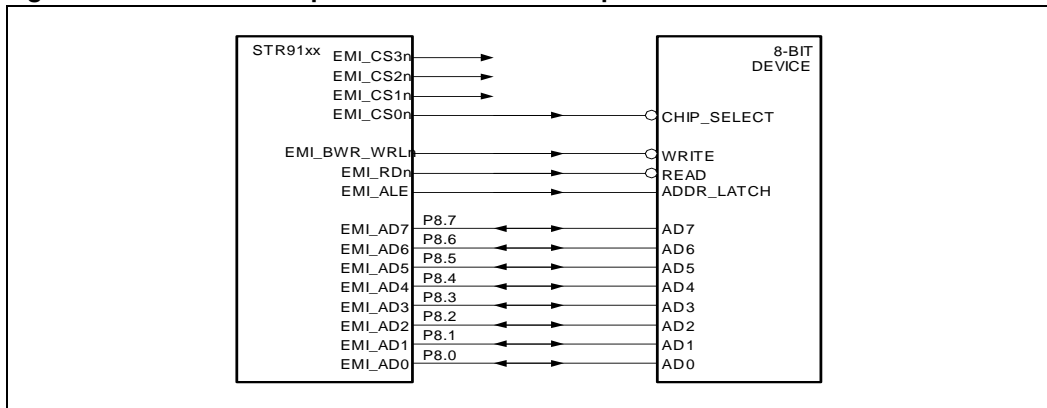 STR91xx
8-BIT
DEVICE
EMI_CS3n
EMI_CS2n
EMI_CS1n
EMI_CS0n
CHIP_SELECT
EMI_BWR_WRLn
WRITE
EMI_RDn
READ
EMI_ALE
ADDR_LATCH
EMI_AD7 P8.7 AD7
EMI_AD6 P8.6 AD6
EMI_AD5 P8.5 AD5
EMI_AD4 P8.4 AD4
EMI_AD3 P8.3 AD3
EMI_AD2 P8.2 AD2
EMI_AD1 P8.1 AD1
EMI_AD0 P8.0 AD0